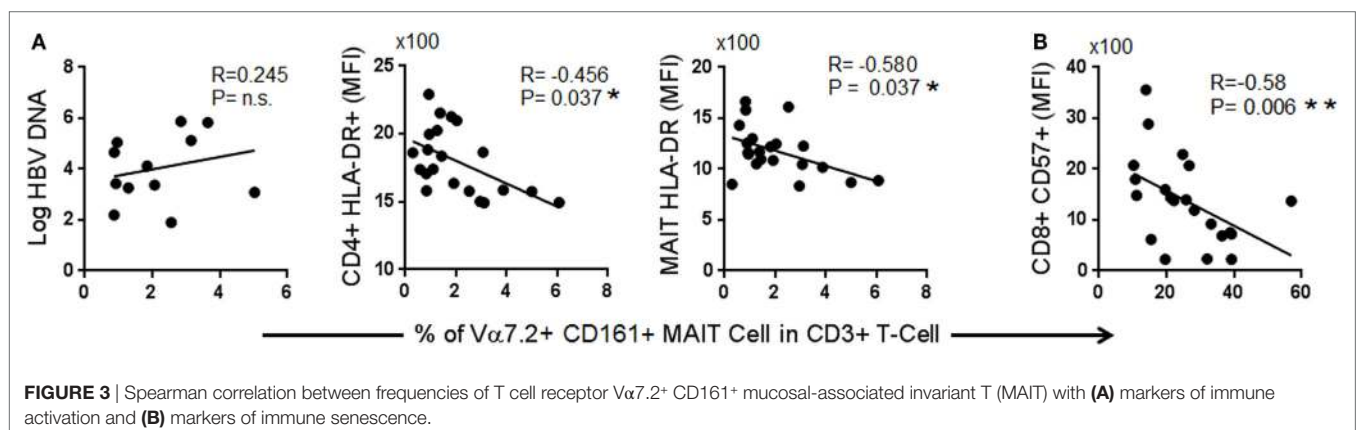 A
Log HBV DNA
8
6
4
2
0
0
2
4
6
R=0.245
P= n.s.
x100
CD4+ HLA-DR+ (MFI)
25
20
15
10
0
2
4
6
8
R= -0.456
P= 0.037 *
x100
MAIT HLA-DR (MFI)
20
15
10
5
0
0
2
4
6
8
R= -0.580
P = 0.037 *
B
x100
CD8+ CD57+ (MFI)
40
30
20
10
0
0
20
40
60
R=-0.58
P= 0.006 * *
% of Vα7.2+ CD161+ MAIT Cell in CD3+ T-Cell
FIGURE 3 | Spearman correlation between frequencies of T cell receptor Vα7.2⁺ CD161⁺ mucosal-associated invariant T (MAIT) with (A) markers of immune
activation and (B) markers of immune senescence.